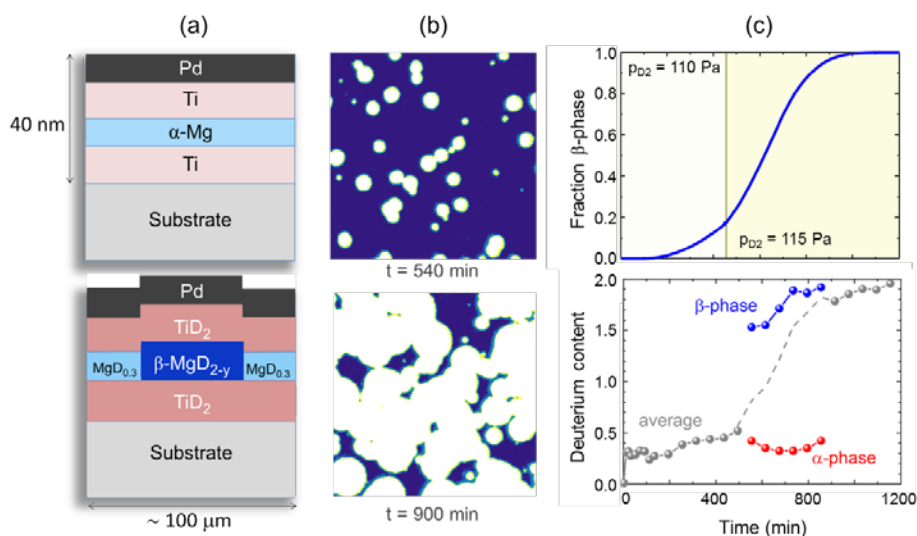 (a)
Pd
Ti
α-Mg
Ti
Substrate
40 nm
Pd
TiD2
MgD0.3
β-MgD2-y
MgD0.3
TiD2
Substrate
~ 100 μm
(b)
t = 540 min
t = 900 min
(c)
Fraction β-phase
1.0
0.8
0.6
0.4
0.2
0.0
pD2 = 110 Pa
pD2 = 115 Pa
Deuterium content
2.0
1.5
1.0
0.5
0.0
β-phase
average
α-phase
0
400
800
1200
Time (min)